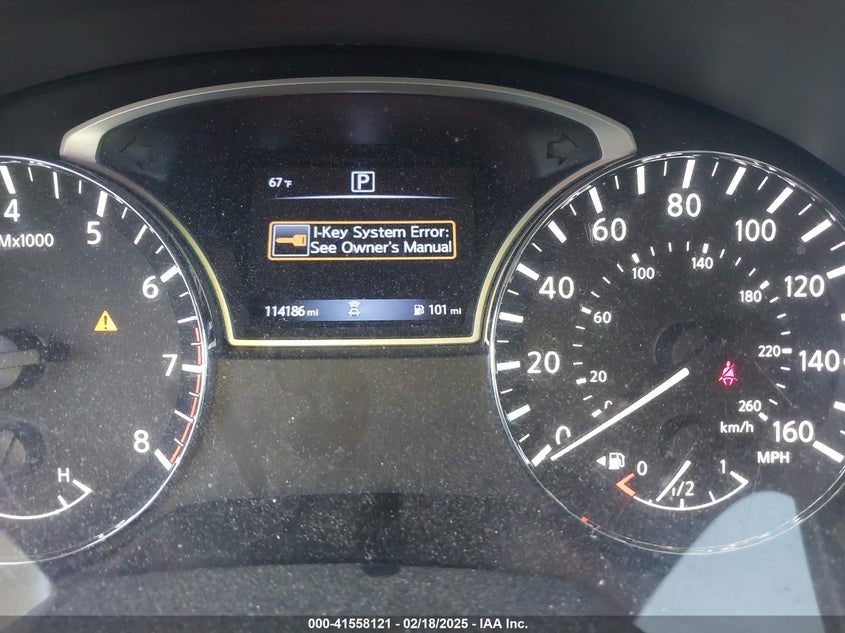 67°F
P
I-Key System Error:
See Owner's Manual
114186 mi
101 mi
4
5
6
7
8
Mx1000
H
0
20
40
60
80
100
120
140
160
MPH
0
20
60
100
140
180
220
260
km/h
0
1/2
1
000-41558121 - 02/18/2025 - IAA Inc.